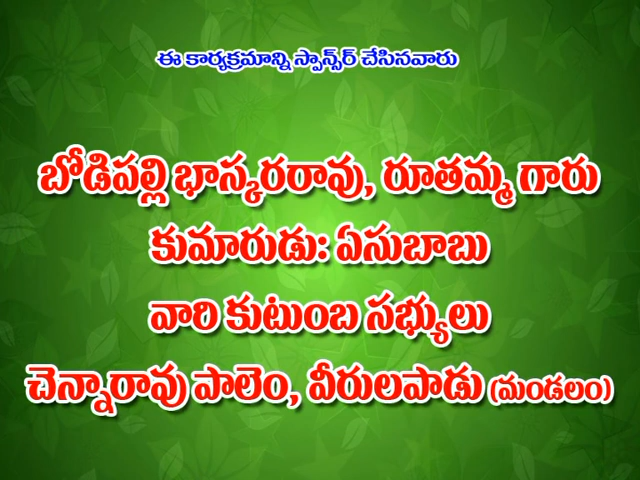 ఈ కార్యక్రమాన్ని స్పాన్సర్ చేసినవారు
బోడిపల్లి భాస్కరరావు, రూతమ్మ గారు
కుమారుడు: ఏసుబాబు
వారి కుటుంబ సభ్యులు
చెన్నారావు పాలెం, వీరులపాడు (మండలం)